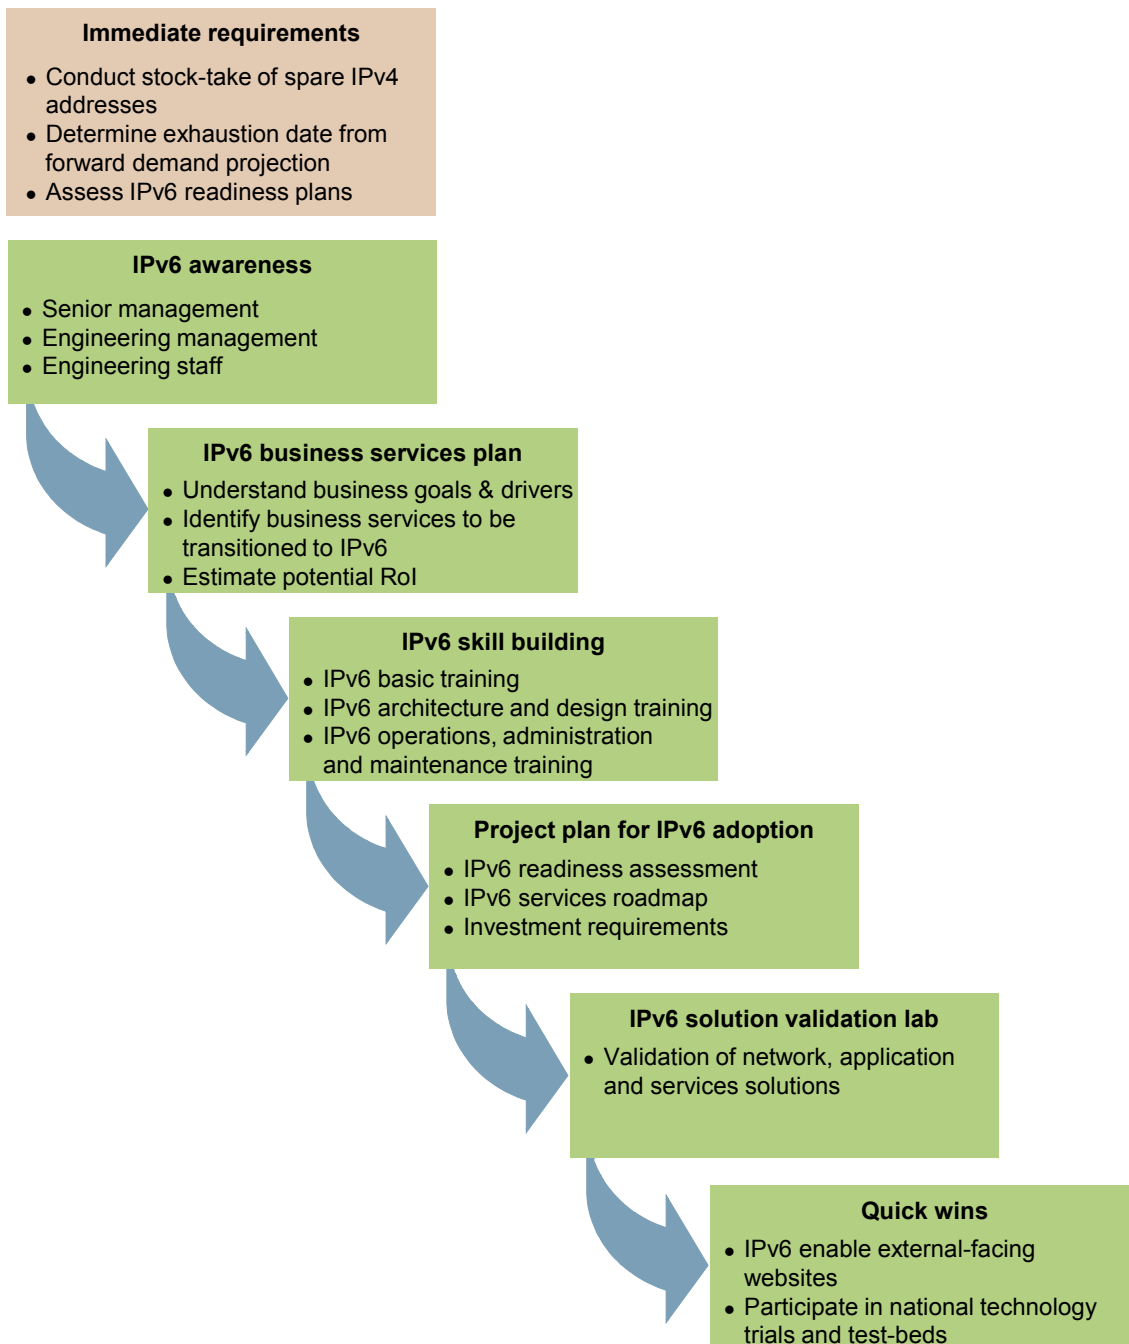 Immediate requirements
• Conduct stock-take of spare IPv4
addresses
• Determine exhaustion date from
forward demand projection
• Assess IPv6 readiness plans
IPv6 awareness
• Senior management
• Engineering management
• Engineering staff
IPv6 business services plan
• Understand business goals & drivers
• Identify business services to be
transitioned to IPv6
• Estimate potential RoI
IPv6 skill building
• IPv6 basic training
• IPv6 architecture and design training
• IPv6 operations, administration
and maintenance training
Project plan for IPv6 adoption
• IPv6 readiness assessment
• IPv6 services roadmap
• Investment requirements
IPv6 solution validation lab
• Validation of network, application
and services solutions
Quick wins
• IPv6 enable external-facing
websites
• Participate in national technology
trials and test-beds